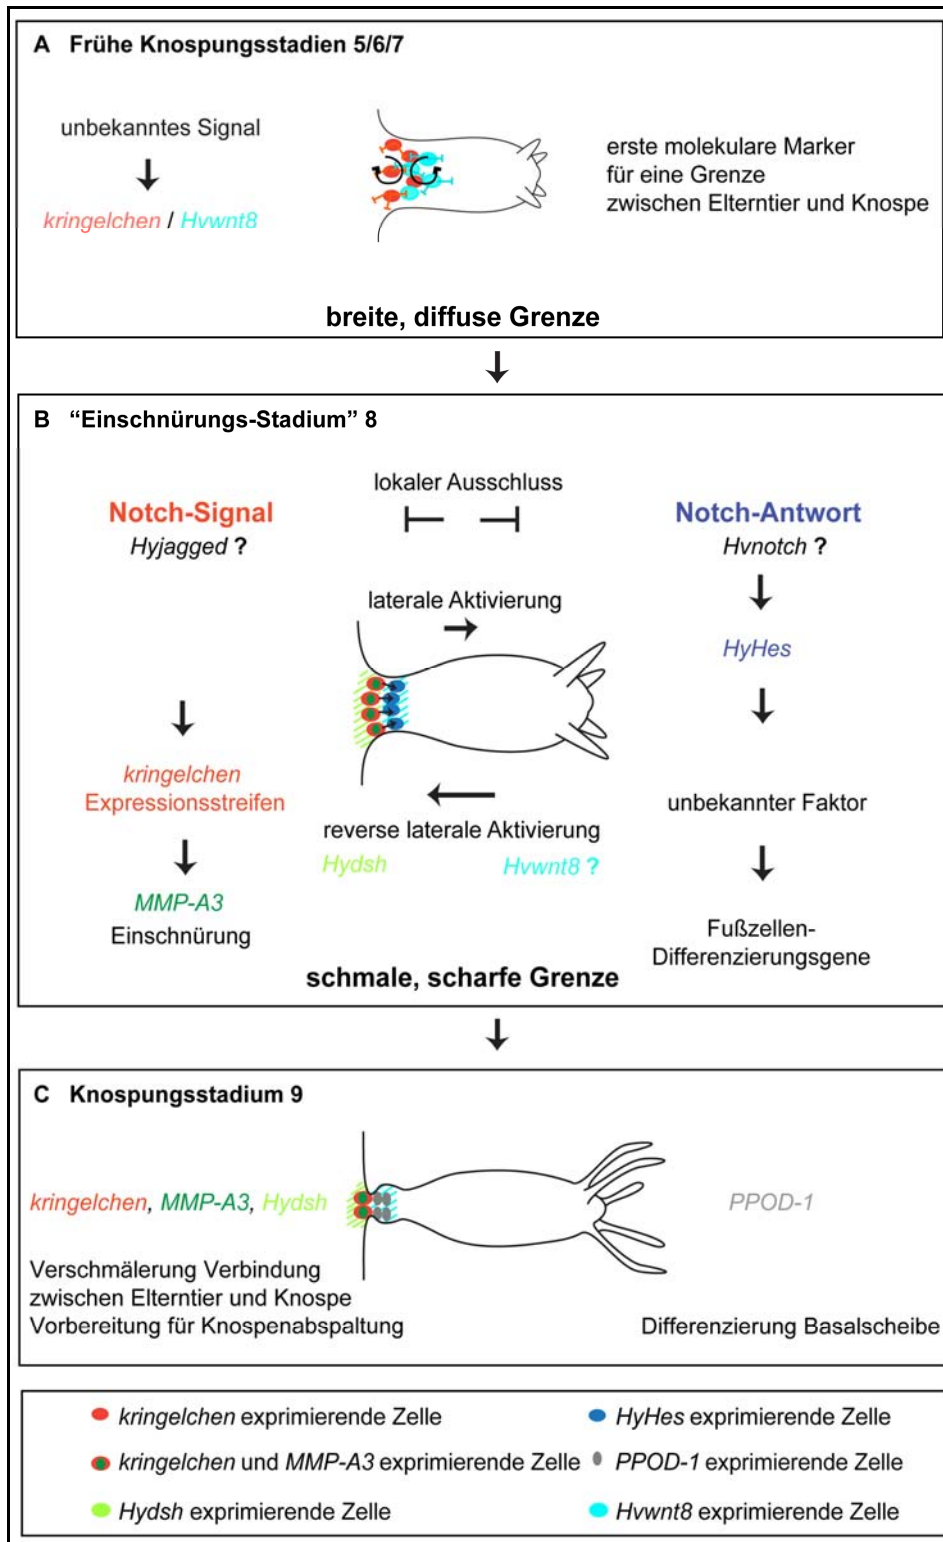 A Frühe Knospungsstadien 5/6/7
unbekanntes Signal
kringelchen / Hvwnt8
erste molekulare Marker
für eine Grenze
zwischen Elterntier und Knospe
breite, diffuse Grenze
B “Einschnürungs-Stadium” 8
lokaler Ausschluss
Notch-Signal
Hyjagged ?
Notch-Antwort
Hvnotch ?
laterale Aktivierung
HyHes
kringelchen
Expressionsstreifen
unbekannter Faktor
reverse laterale Aktivierung
Hydsh Hvwnt8 ?
MMP-A3
Einschnürung
Fußzellen-
Differenzierungsgene
schmale, scharfe Grenze
C Knospungsstadium 9
kringelchen, MMP-A3, Hydsh
PPOD-1
Verschmälerung Verbindung
zwischen Elterntier und Knospe
Vorbereitung für Knospenabspaltung
Differenzierung Basalscheibe
kringelchen exprimierende Zelle
HyHes exprimierende Zelle
kringelchen und MMP-A3 exprimierende Zelle
PPOD-1 exprimierende Zelle
Hydsh exprimierende Zelle
Hvwnt8 exprimierende Zelle